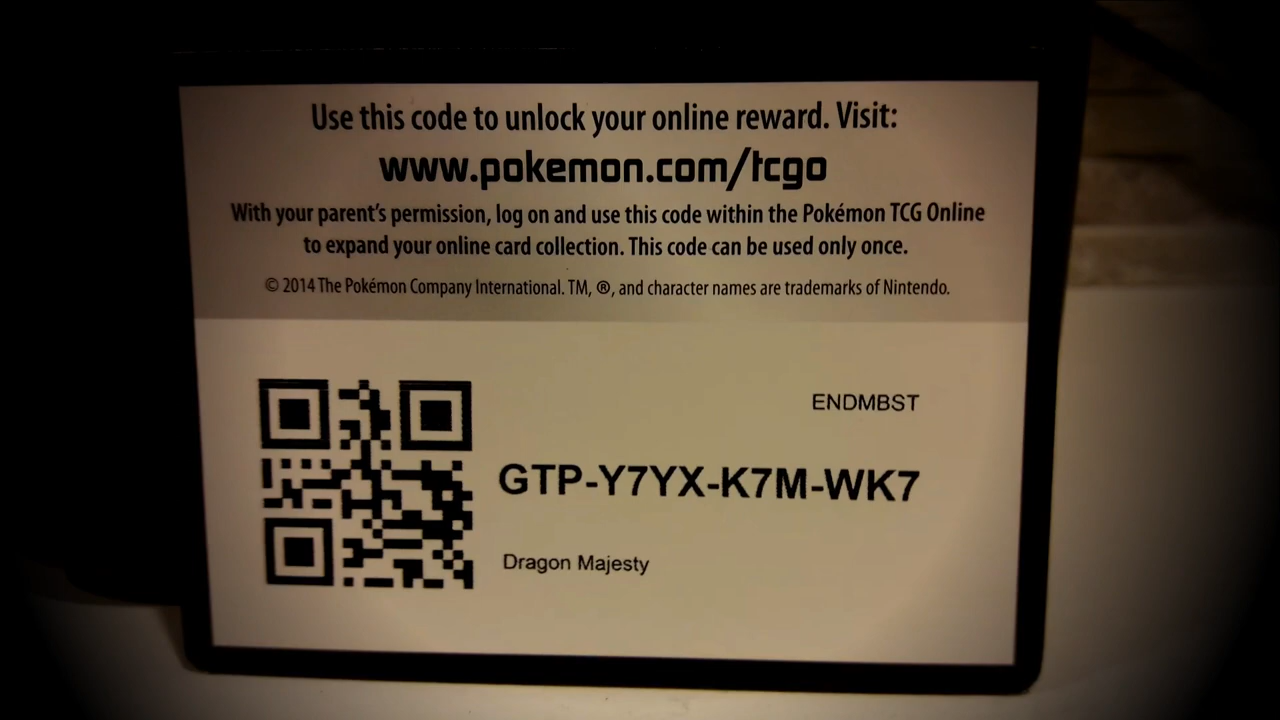 Use this code to unlock your online reward. Visit:
www.pokemon.com/tcgo
With your parent's permission, log on and use this code within the Pokémon TCG Online
to expand your online card collection. This code can be used only once.
© 2014 The Pokémon Company International. TM, ®, and character names are trademarks of Nintendo.
ENDMBST
GTP-Y7YX-K7M-WK7
Dragon Majesty